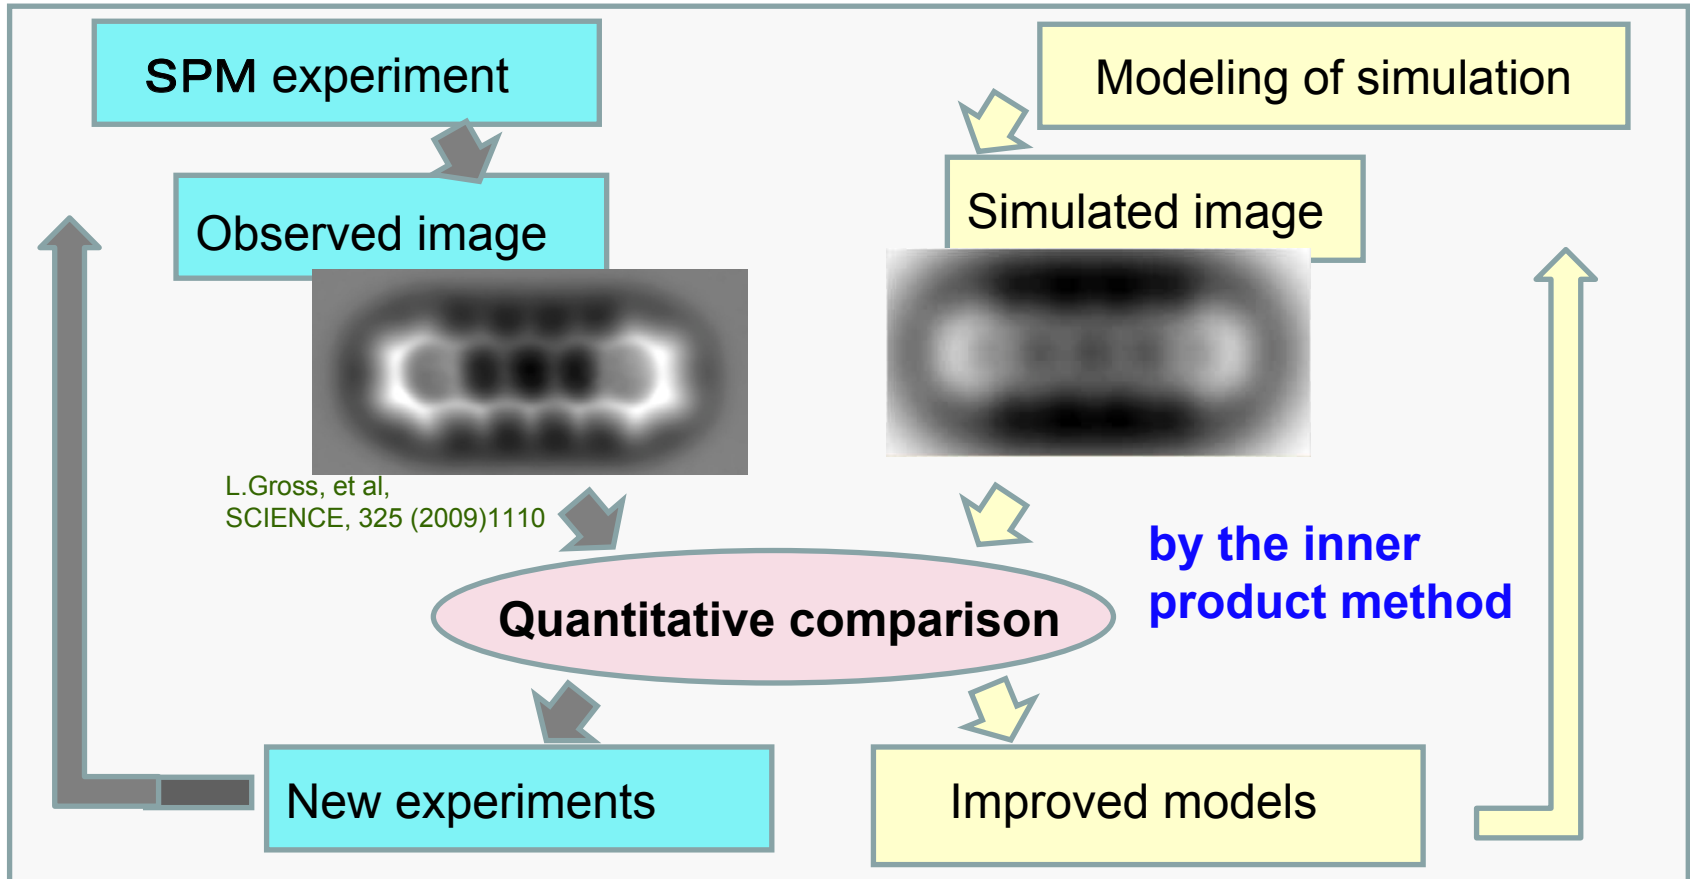 SPM experiment
Modeling of simulation
Observed image
Simulated image
L.Gross, et al,
SCIENCE, 325 (2009)1110
by the inner
product method
Quantitative comparison
New experiments
Improved models